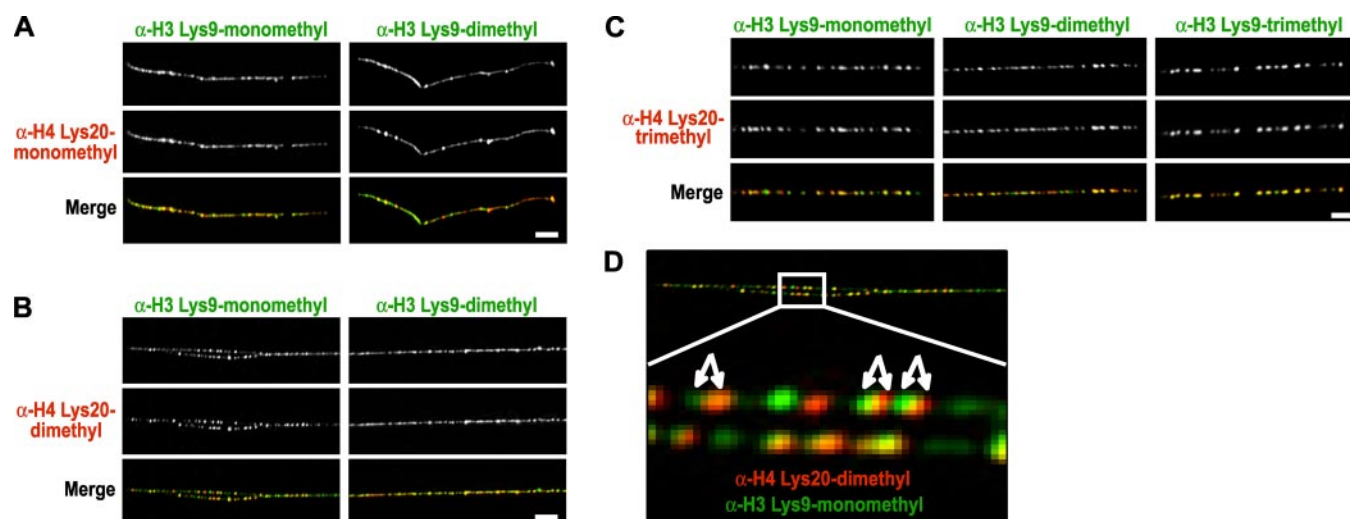 A
α-H3 Lys9-monomethyl
α-H3 Lys9-dimethyl
α-H4 Lys20-
monomethyl
Merge
B
α-H3 Lys9-monomethyl
α-H3 Lys9-dimethyl
α-H4 Lys20-
dimethyl
Merge
C
α-H3 Lys9-monomethyl
α-H3 Lys9-dimethyl
α-H3 Lys9-trimethyl
α-H4 Lys20-
trimethyl
Merge
D
α-H4 Lys20-dimethyl
α-H3 Lys9-monomethyl